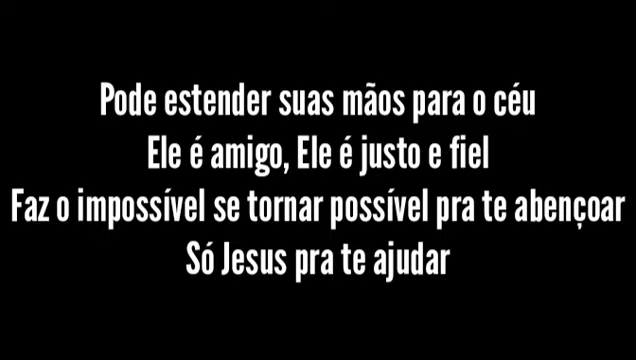 Pode estender suas mãos para o céu
Ele é amigo, Ele é justo e fiel
Faz o impossível se tornar possível pra te abençoar
Só Jesus pra te ajudar